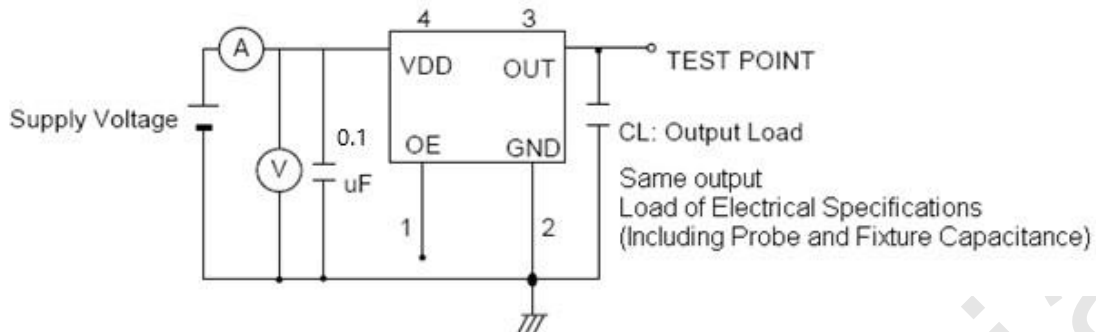 4 3
A
VDD OUT
TEST POINT
Supply Voltage
0.1
uF
V
OE GND
CL: Output Load
Same output
Load of Electrical Specifications
(Including Probe and Fixture Capacitance)
1 2